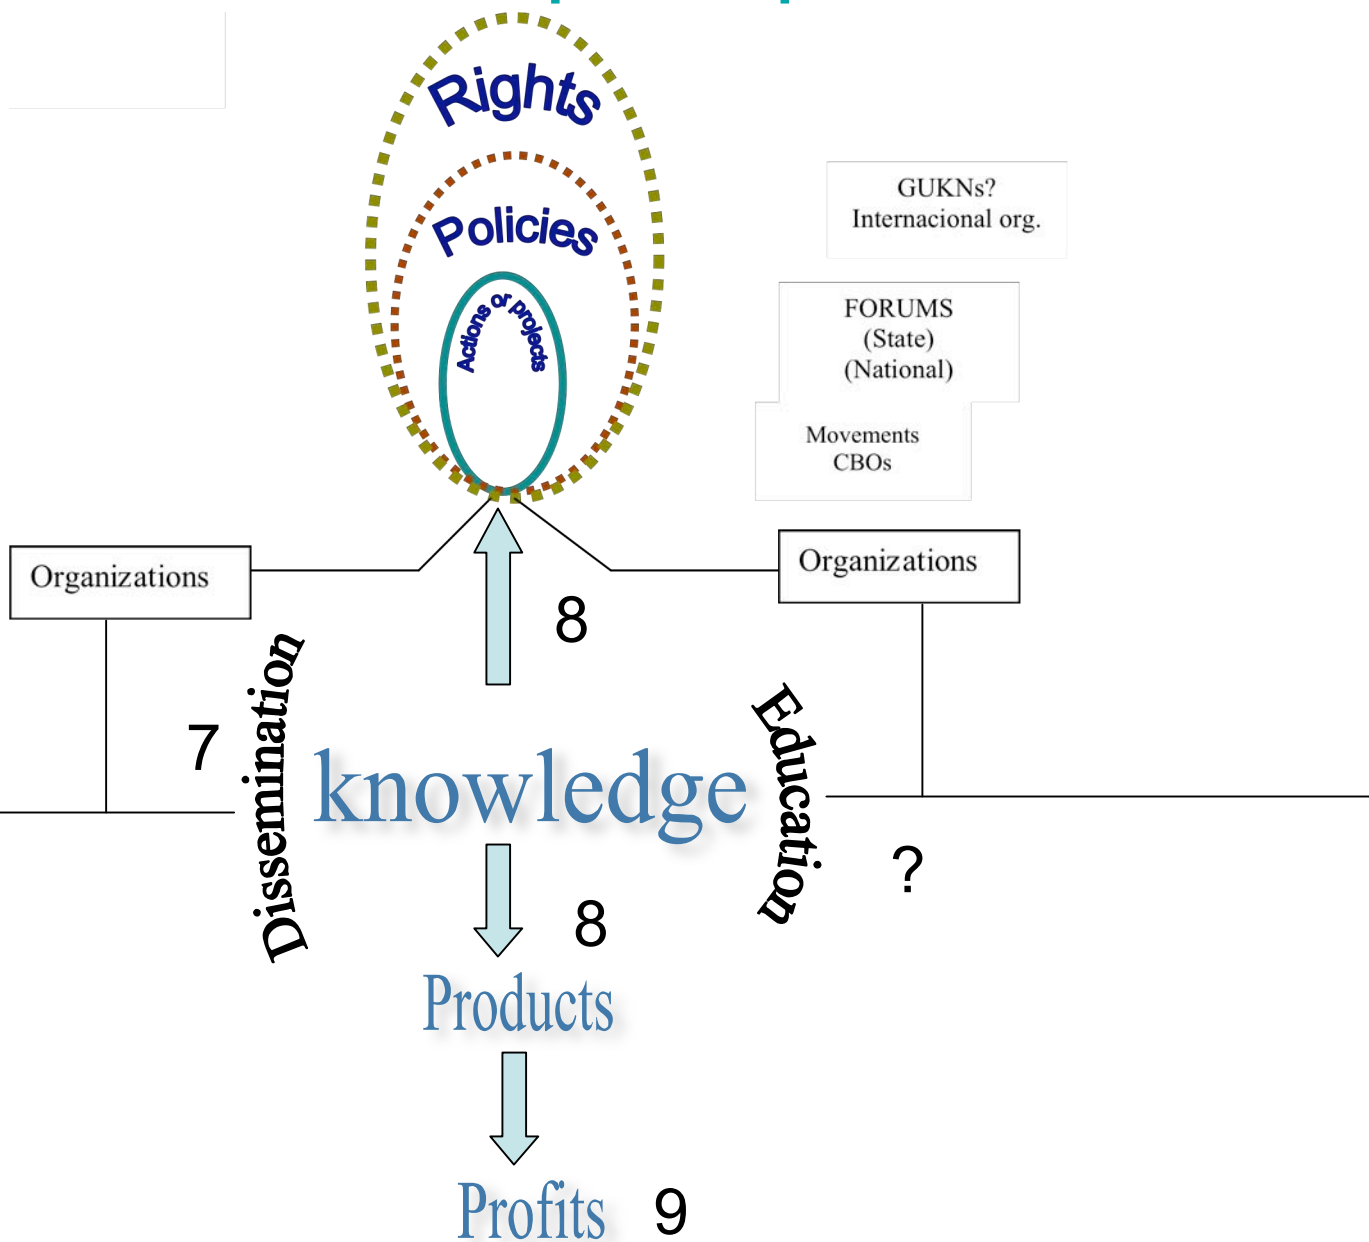 Rights
Policies
Actions or projects
GUKNs?
Internacional org.
FORUMS
(State)
(National)
Movements
CBOs
Organizations
Organizations
8
Dissemination
7
knowledge
Education
?
8
Products
Profits
9